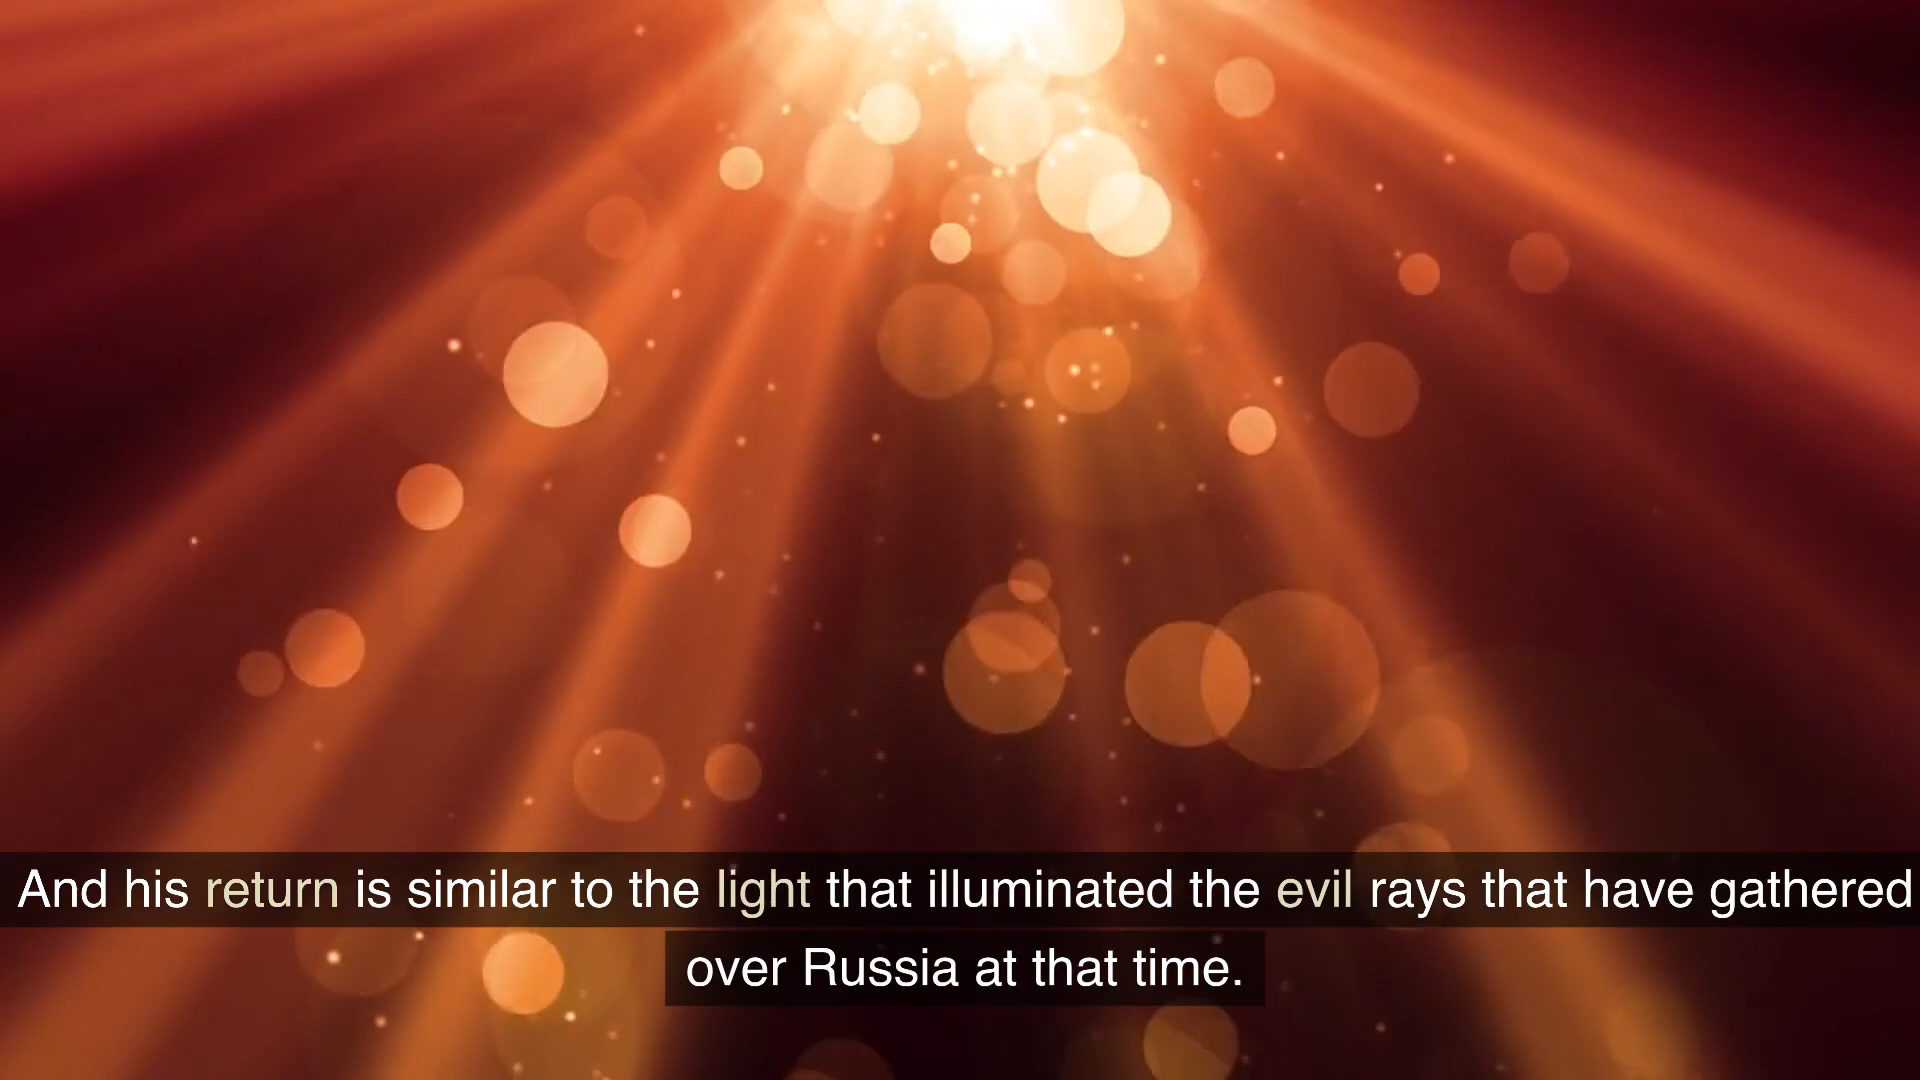 And his return is similar to the light that illuminated the evil rays that have gathered
over Russia at that time.